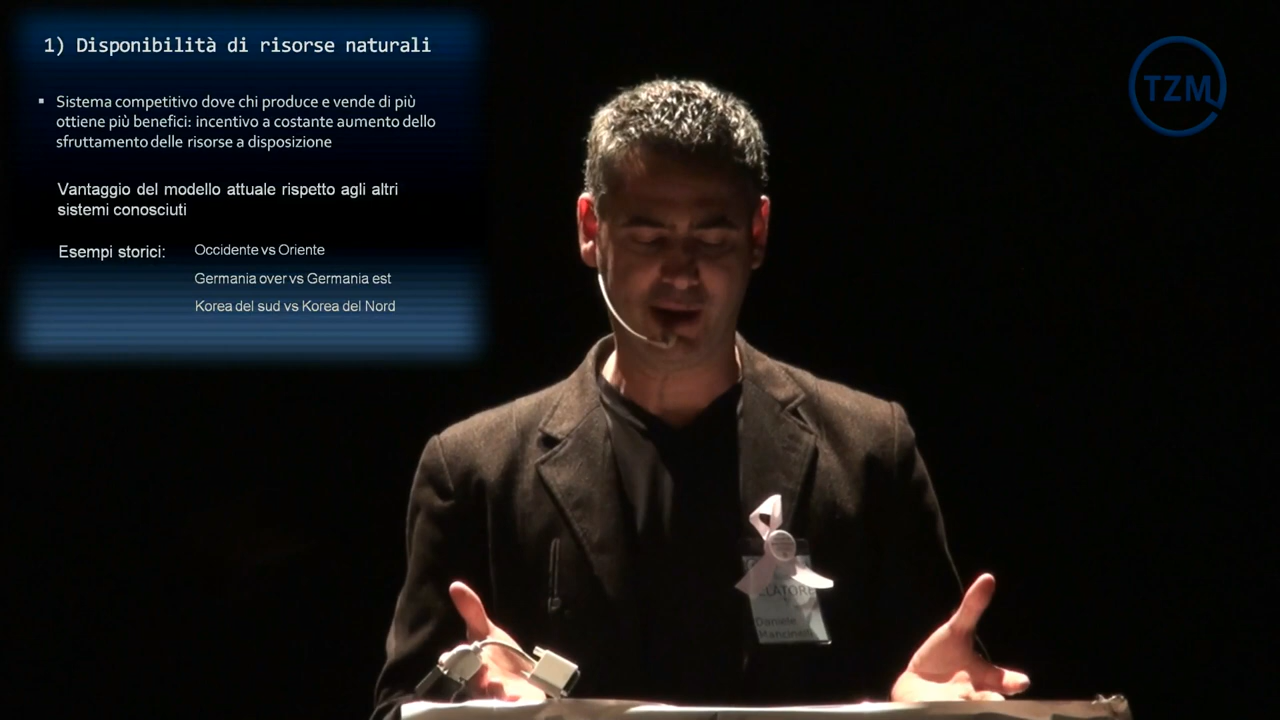 1) Disponibilità di risorse naturali
Sistema competitivo dove chi produce e vende di più
ottiene più benefici: incentivo a costante aumento dello
sfruttamento delle risorse a disposizione
Vantaggio del modello attuale rispetto agli altri
sistemi conosciuti
Esempi storici: Occidente vs Oriente
Germania over vs Germania est
Korea del sud vs Korea del Nord
TZM
Daniele